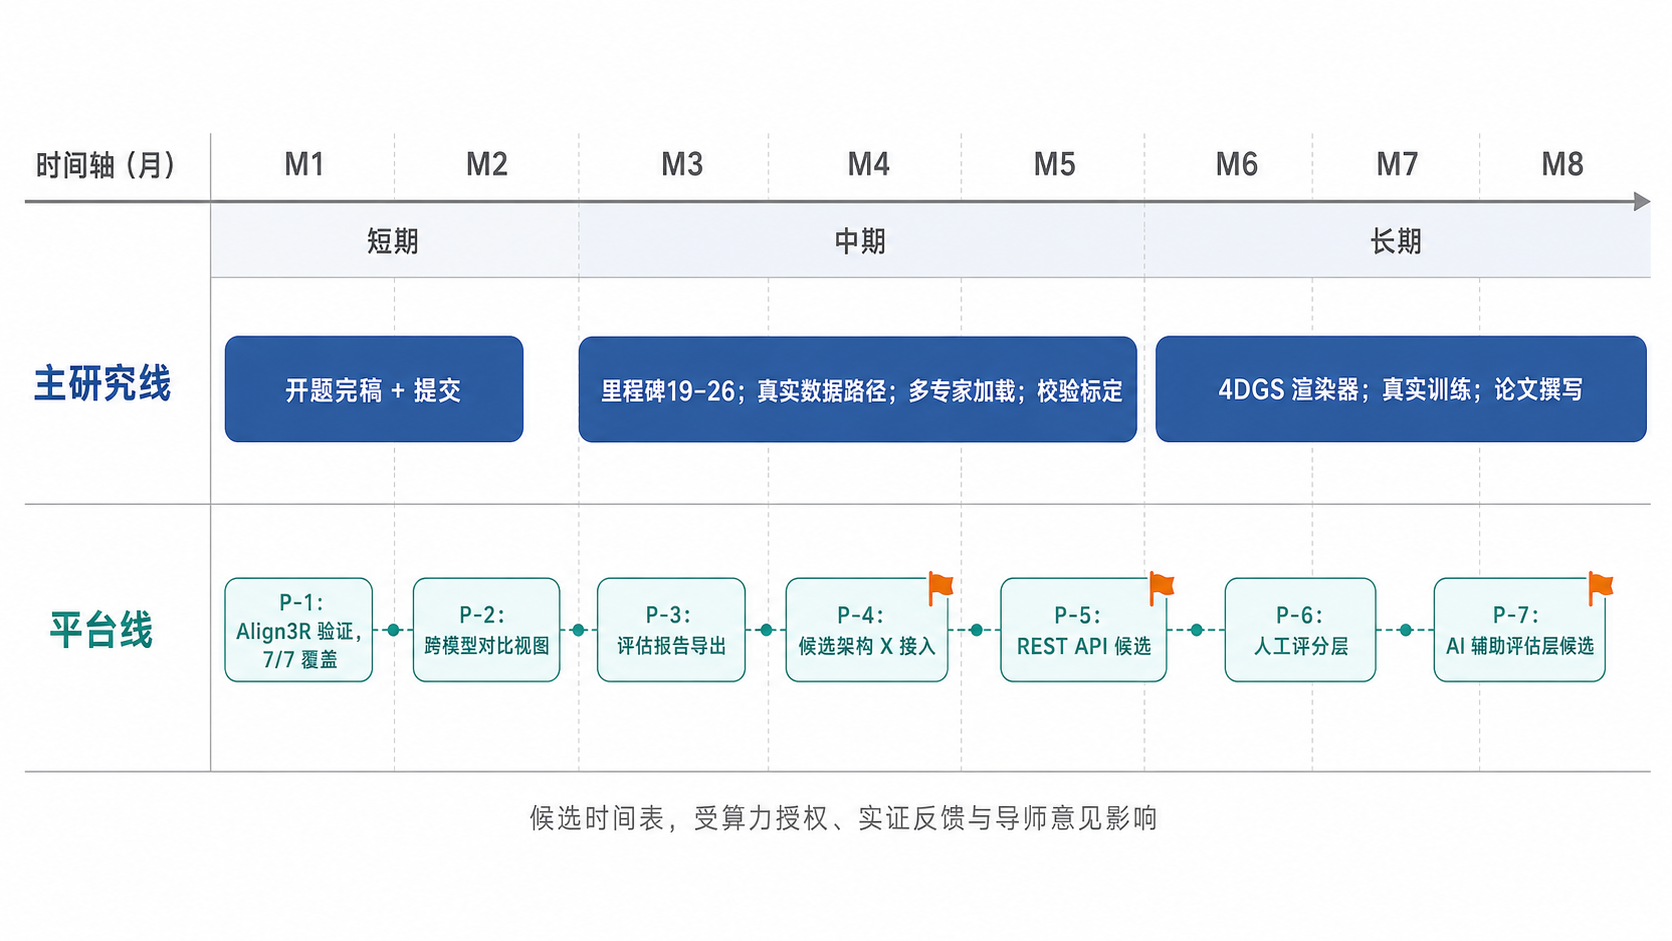 时间轴（月）
M1
M2
M3
M4
M5
M6
M7
M8
短期
中期
长期
主研究线
开题完稿 + 提交
里程碑19-26；真实数据路径；多专家加载；校验标定
4DGS 渲染器；真实训练；论文撰写
平台线
P-1：
Align3R 验证，
7/7 覆盖
P-2：
跨模型对比视图
P-3：
评估报告导出
P-4：
候选架构 X 接入
P-5：
REST API 候选
P-6：
人工评分层
P-7：
AI 辅助评估层候选
候选时间表，受算力授权、实证反馈与导师意见影响